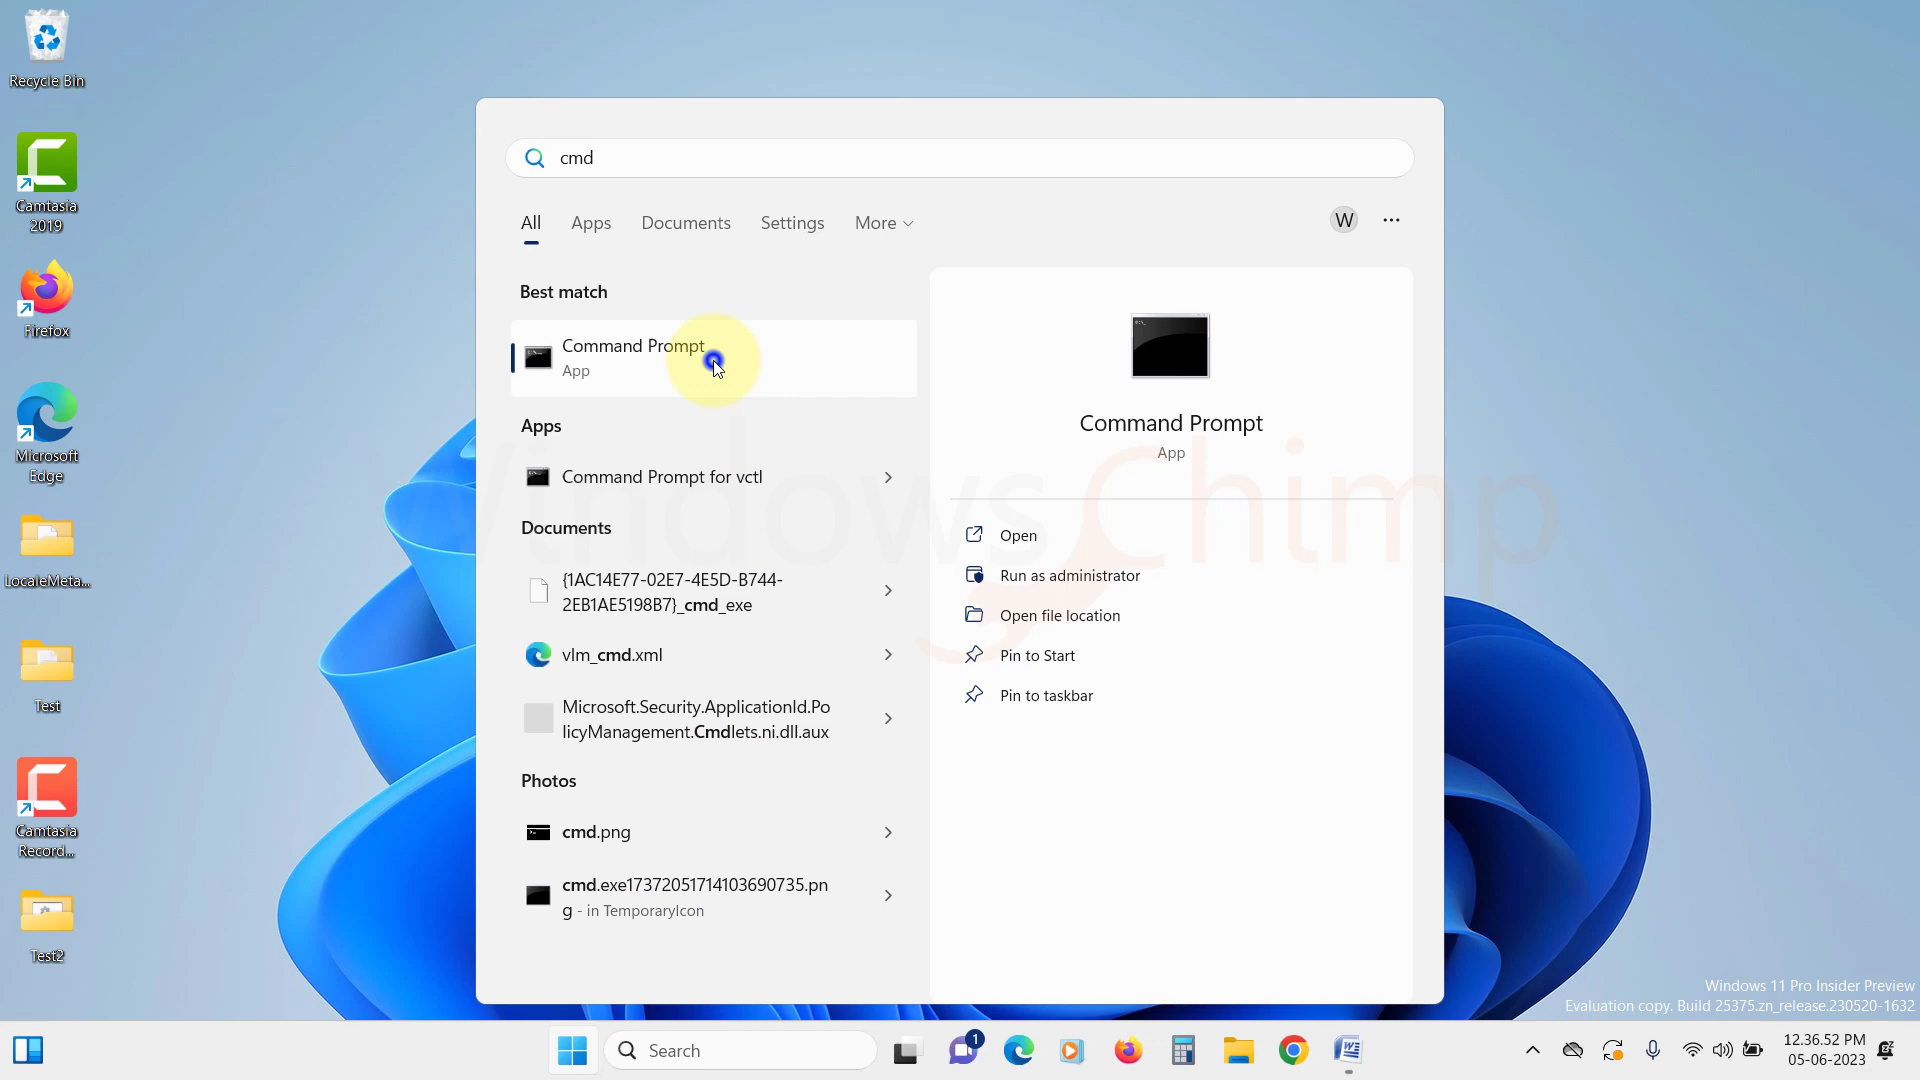 Recycle Bin
Camtasia
2019
Firefox
Microsoft
Edge
LocaleMeta...
Test
Camtasia
Record...
Test2
cmd
All
Apps
Documents
Settings
More
W
Best match
Command Prompt
App
Apps
Command Prompt for vctl
Documents
{1AC14E77-02E7-4E5D-B744-
2EB1AE5198B7}_cmd_exe
vlm_cmd.xml
Microsoft.Security.ApplicationId.Po
licyManagement.Cmdlets.ni.dll.aux
Photos
cmd.png
cmd.exe17372051714103690735.pn
g - in TemporaryIcon
Command Prompt
App
Open
Run as administrator
Open file location
Pin to Start
Pin to taskbar
Windows Chimp
Windows 11 Pro Insider Preview
Evaluation copy. Build 25375.zn_release.230520-1632
Search
1
12.36.52 PM
05-06-2023